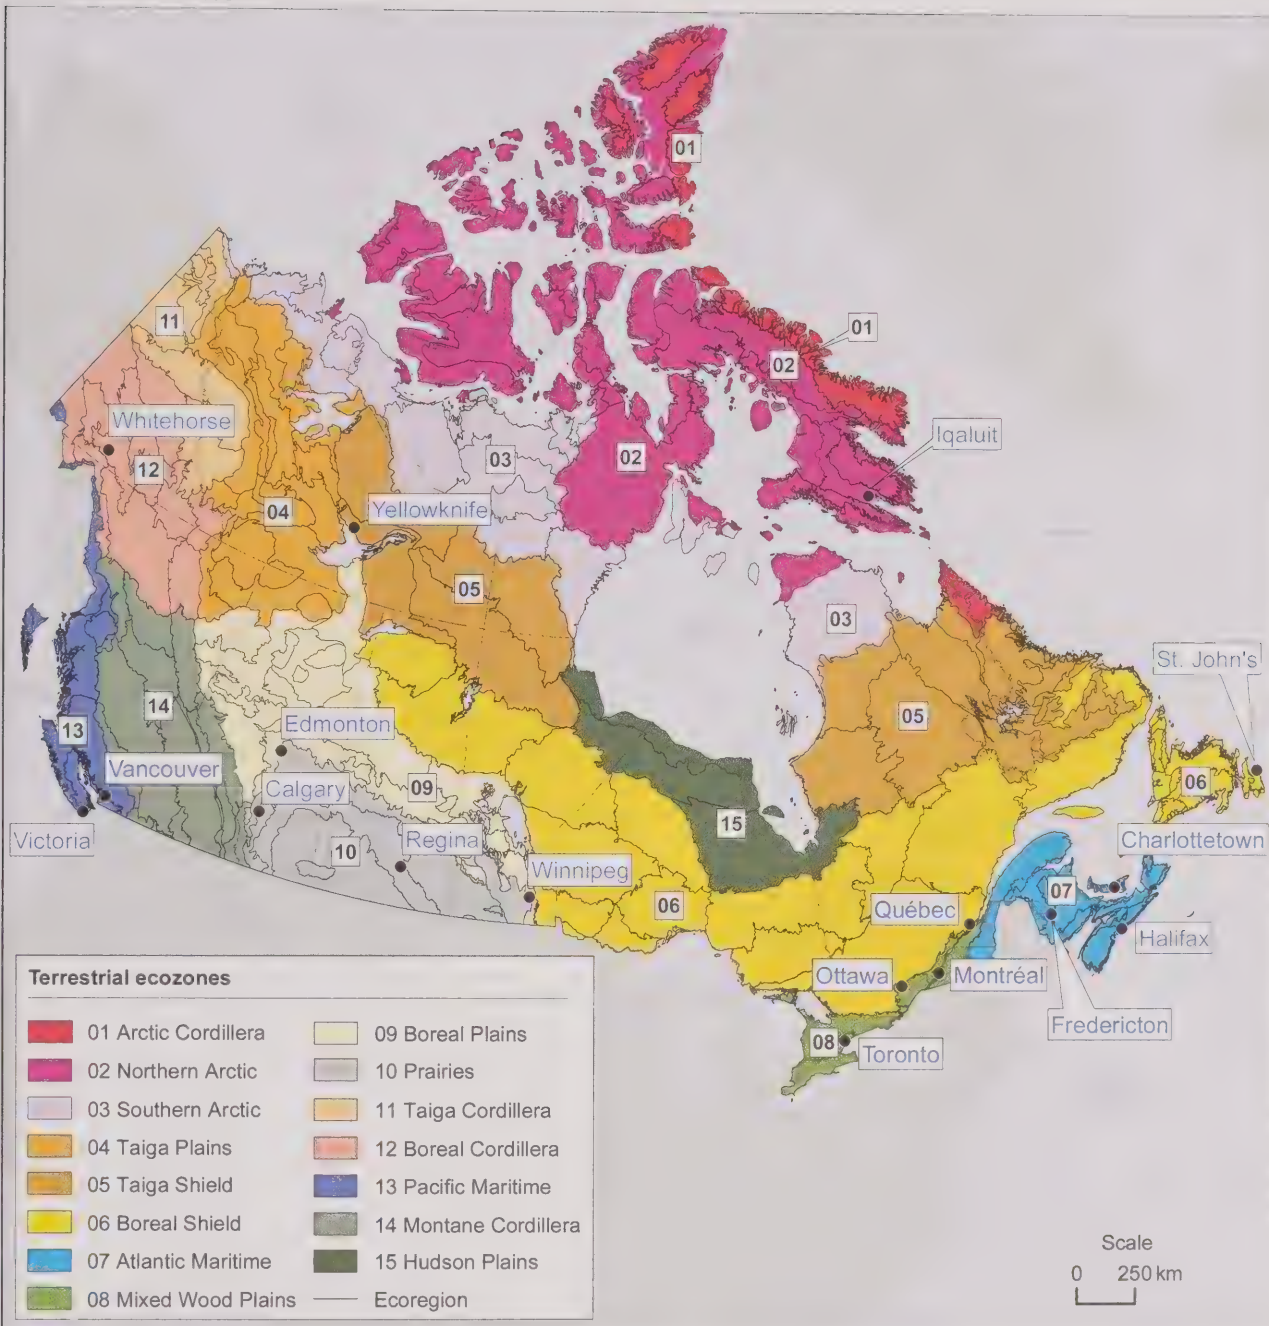 01
01
11
02
Iqaluit
Whitehorse
03
02
12
04
Yellowknife
05
03
St. John's
14
05
13
Edmonton
Vancouver
06
Calgary
09
15
Victoria
10
Regina
Charlottetown
Winnipeg
07
06
Québec
Halifax
Ottawa
Montréal
Fredericton
08
Toronto
Terrestrial ecozones
01 Arctic Cordillera
02 Northern Arctic
03 Southern Arctic
04 Taiga Plains
05 Taiga Shield
06 Boreal Shield
07 Atlantic Maritime
08 Mixed Wood Plains
09 Boreal Plains
10 Prairies
11 Taiga Cordillera
12 Boreal Cordillera
13 Pacific Maritime
14 Montane Cordillera
15 Hudson Plains
Ecoregion
Scale
0 250 km